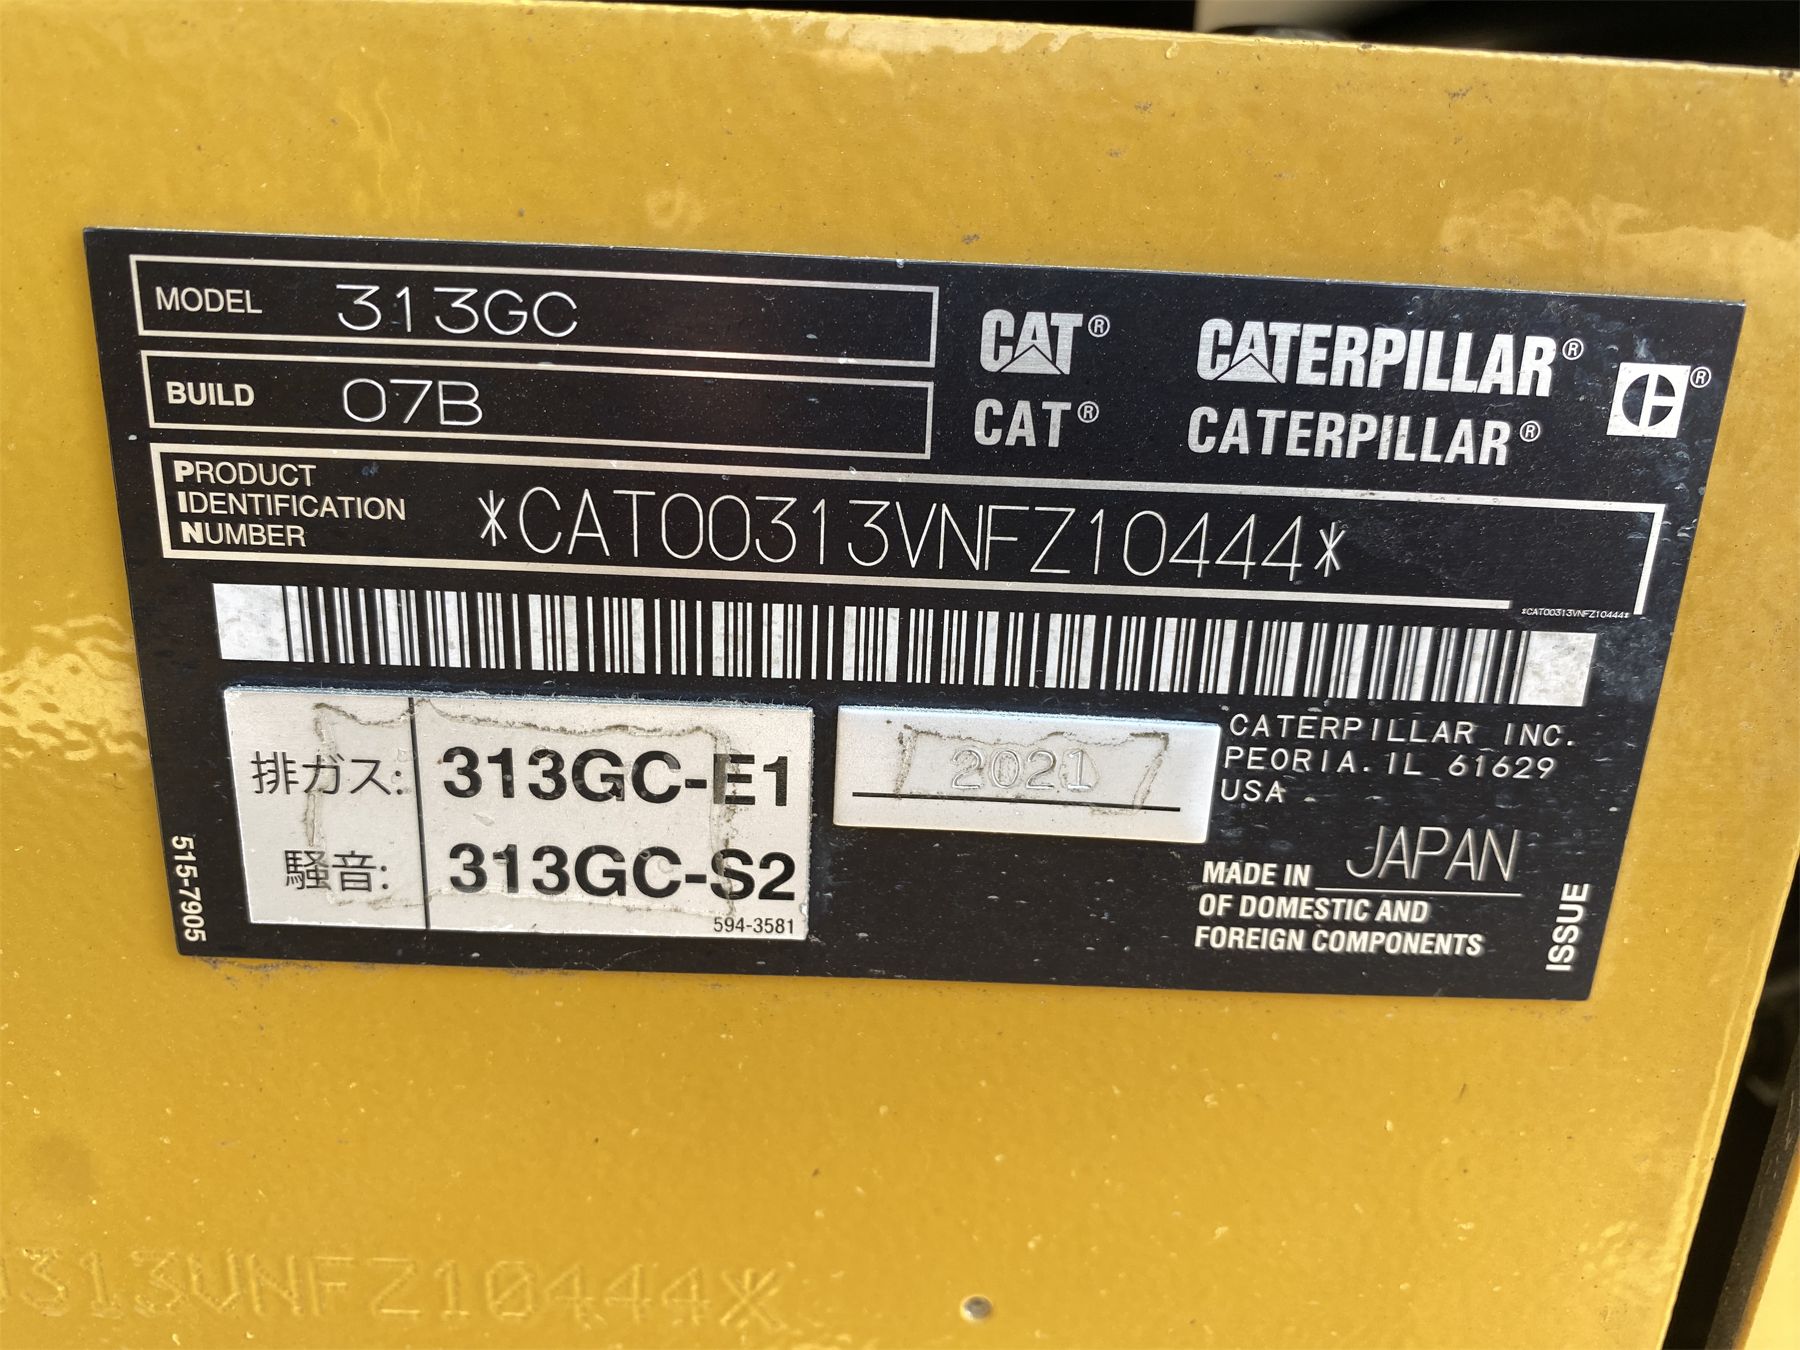 MODEL 313GC
BUILD 07B
CAT® CATERPILLAR®
CAT® CATERPILLAR®
PRODUCT
IDENTIFICATION
NUMBER
*CAT00313VNFZ10444*
*CAT00313VNFZ10444*
排ガス: 313GC-E1
騒音: 313GC-S2
594-3581
515-7905
2021
CATERPILLAR INC.
PEORIA. IL 61629
USA
MADE IN JAPAN
OF DOMESTIC AND
FOREIGN COMPONENTS
ISSUE
313VNFZ10444*